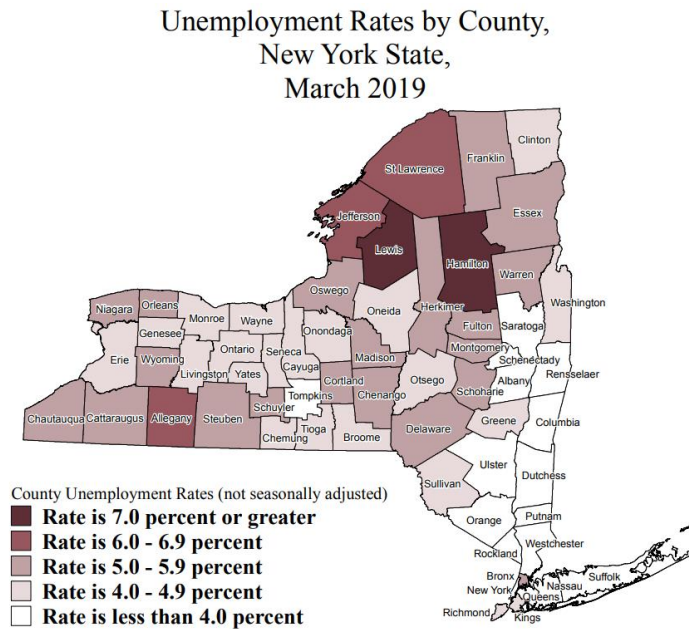 Unemployment Rates by County,
New York State,
March 2019
Clinton
Franklin
St Lawrence
Essex
Jefferson
Lewis
Hamilton
Warren
Oswego
Washington
Oneida
Herkimer
Niagara
Orleans
Monroe
Wayne
Fulton
Saratoga
Genesee
Onondaga
Madison
Montgomery
Erie
Wyoming
Ontario
Seneca
Cayuga
Schenectady
Livingston
Yates
Otsego
Albany
Rensselaer
Cortland
Chenango
Schoharie
Tompkins
Schuyler
Chautauqua
Cattaraugus
Allegany
Steuben
Chemung
Tioga
Broome
Delaware
Greene
Columbia
Ulster
Sullivan
Dutchess
Orange
Putnam
Rockland
Westchester
Bronx
New York
Nassau
Suffolk
Queens
Richmond
Kings
County Unemployment Rates (not seasonally adjusted)
Rate is 7.0 percent or greater
Rate is 6.0 - 6.9 percent
Rate is 5.0 - 5.9 percent
Rate is 4.0 - 4.9 percent
Rate is less than 4.0 percent